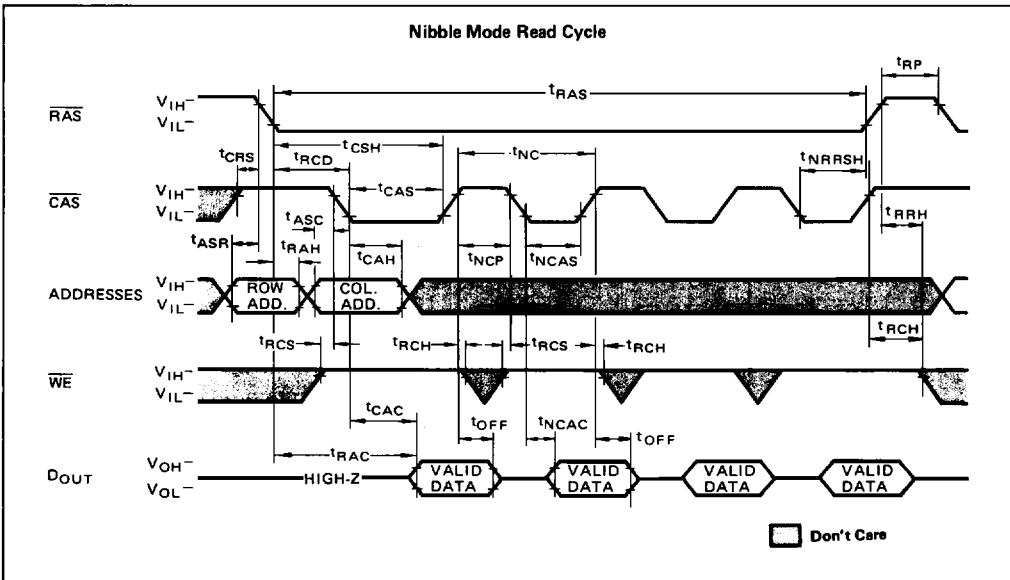 Nibble Mode Read Cycle
tRP
tRAS
RAS
VIH–
VIL–
tCSH
tCRS
tRCD
tNC
tNRRSH
CAS
VIH–
VIL–
tCAS
tASC
tRRH
tASR
tRAH
tCAH
tNCP
tNCAS
ADDRESSES
VIH–
VIL–
ROW
ADD.
COL.
ADD.
tRCS
tRCH
tRCS
tRCH
tRCH
WE
VIH–
VIL–
tCAC
tOFF
tNCAC
tOFF
tRAC
DOUT
VOH–
VOL–
HIGH-Z
VALID
DATA
VALID
DATA
VALID
DATA
VALID
DATA
Don't Care